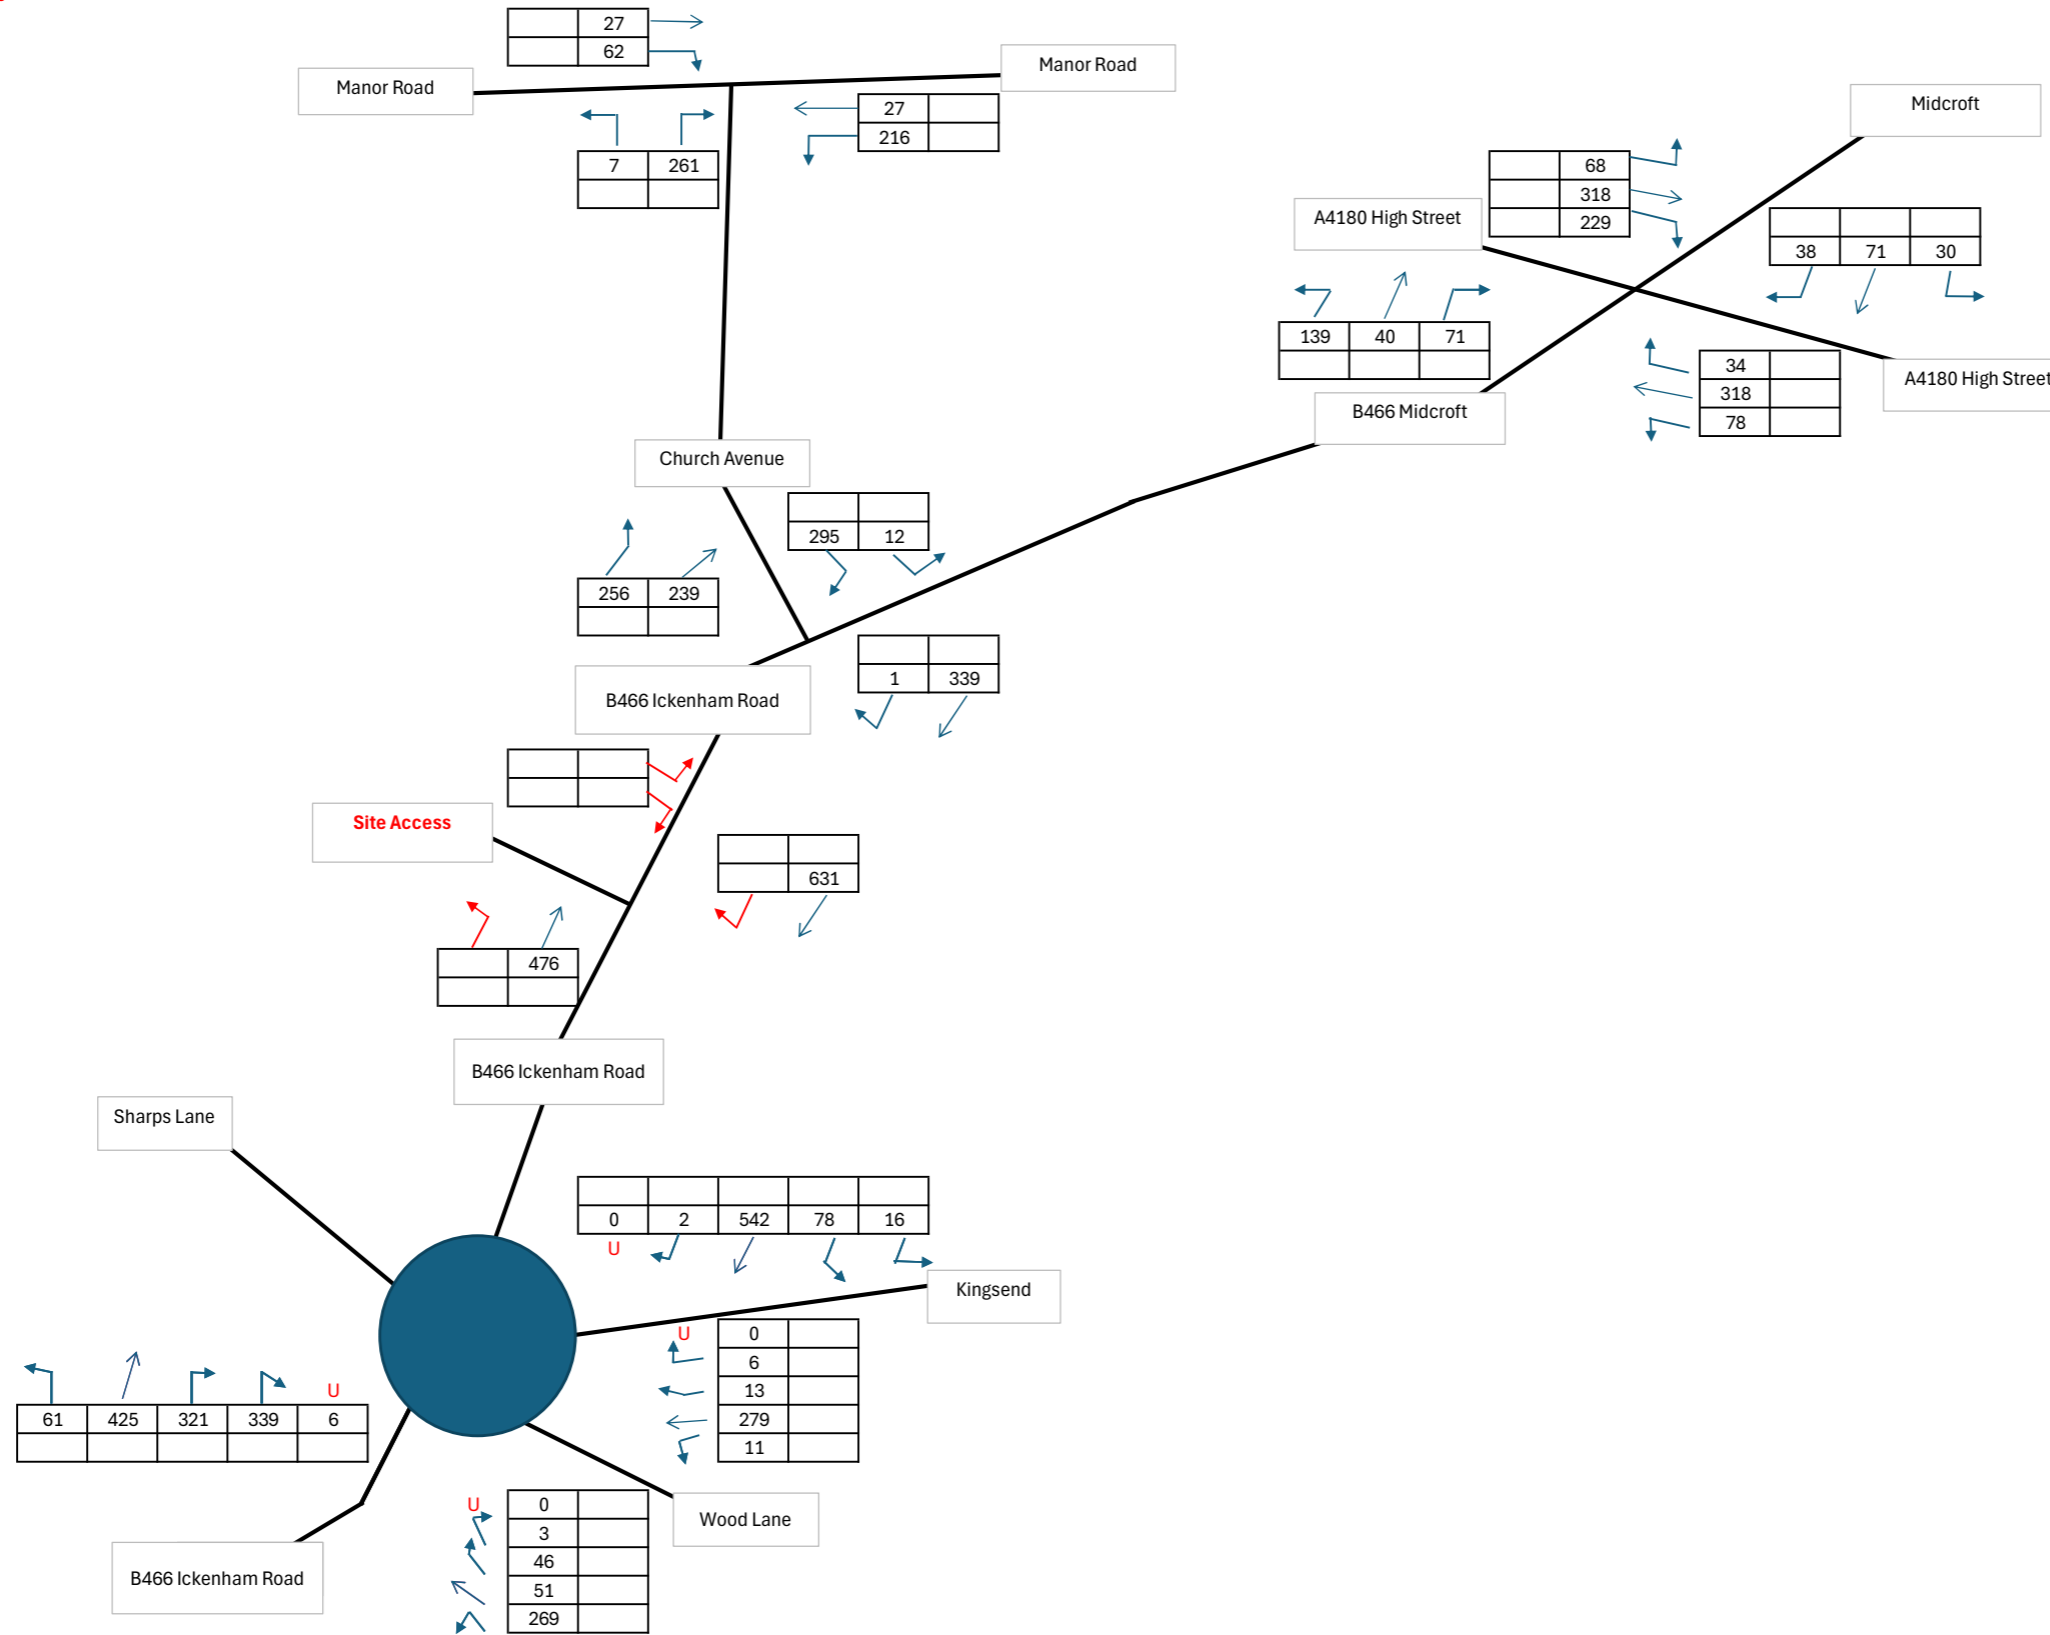 27
62
Manor Road
Manor Road
27
216
7 261
Midcroft
68
318
229
A4180 High Street
38 71 30
139 40 71
34
318
78
A4180 High Street
B466 Midcroft
Church Avenue
295 12
256 239
1 339
B466 Ickenham Road
Site Access
631
476
B466 Ickenham Road
Sharps Lane
0 2 542 78 16
U
Kingsend
U 0
6
13
279
11
U
61 425 321 339 6
U 0
3
46
51
269
Wood Lane
B466 Ickenham Road